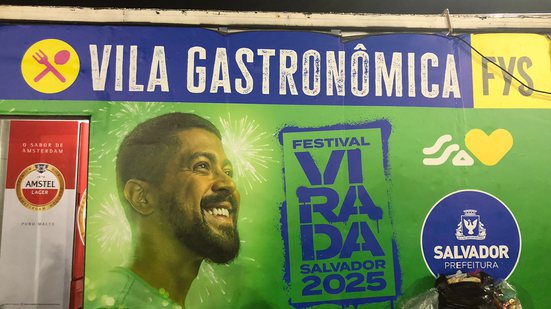 VILA GASTRONÔMICA
FYS
O SABOR DE
AMSTERDAM
AMSTEL
LAGER
PURO MALTE
FESTIVAL
VI
RA
DA
SALVADOR
2025
SALVADOR
PREFEITURA